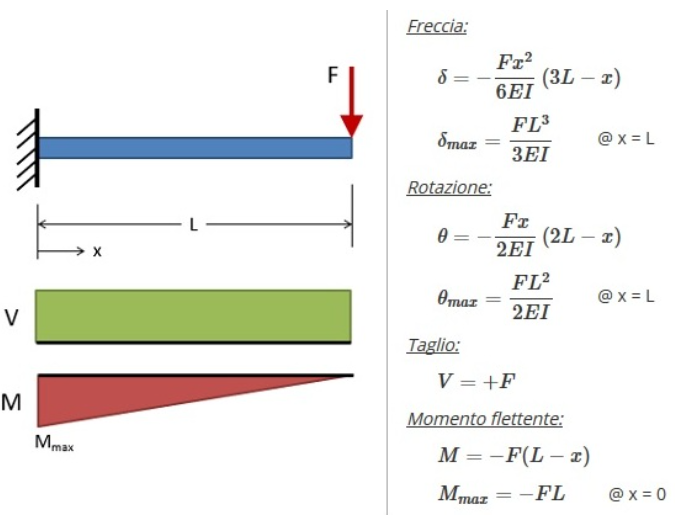 F
L
x
V
M
Mmax
Freccia:
δ = −Fx²/6EI (3L − x)
δmax = FL³/3EI @ x = L
Rotazione:
θ = −Fx/2EI (2L − x)
θmax = FL²/2EI @ x = L
Taglio:
V = +F
Momento flettente:
M = −F(L − x)
Mmax = −FL @ x = 0